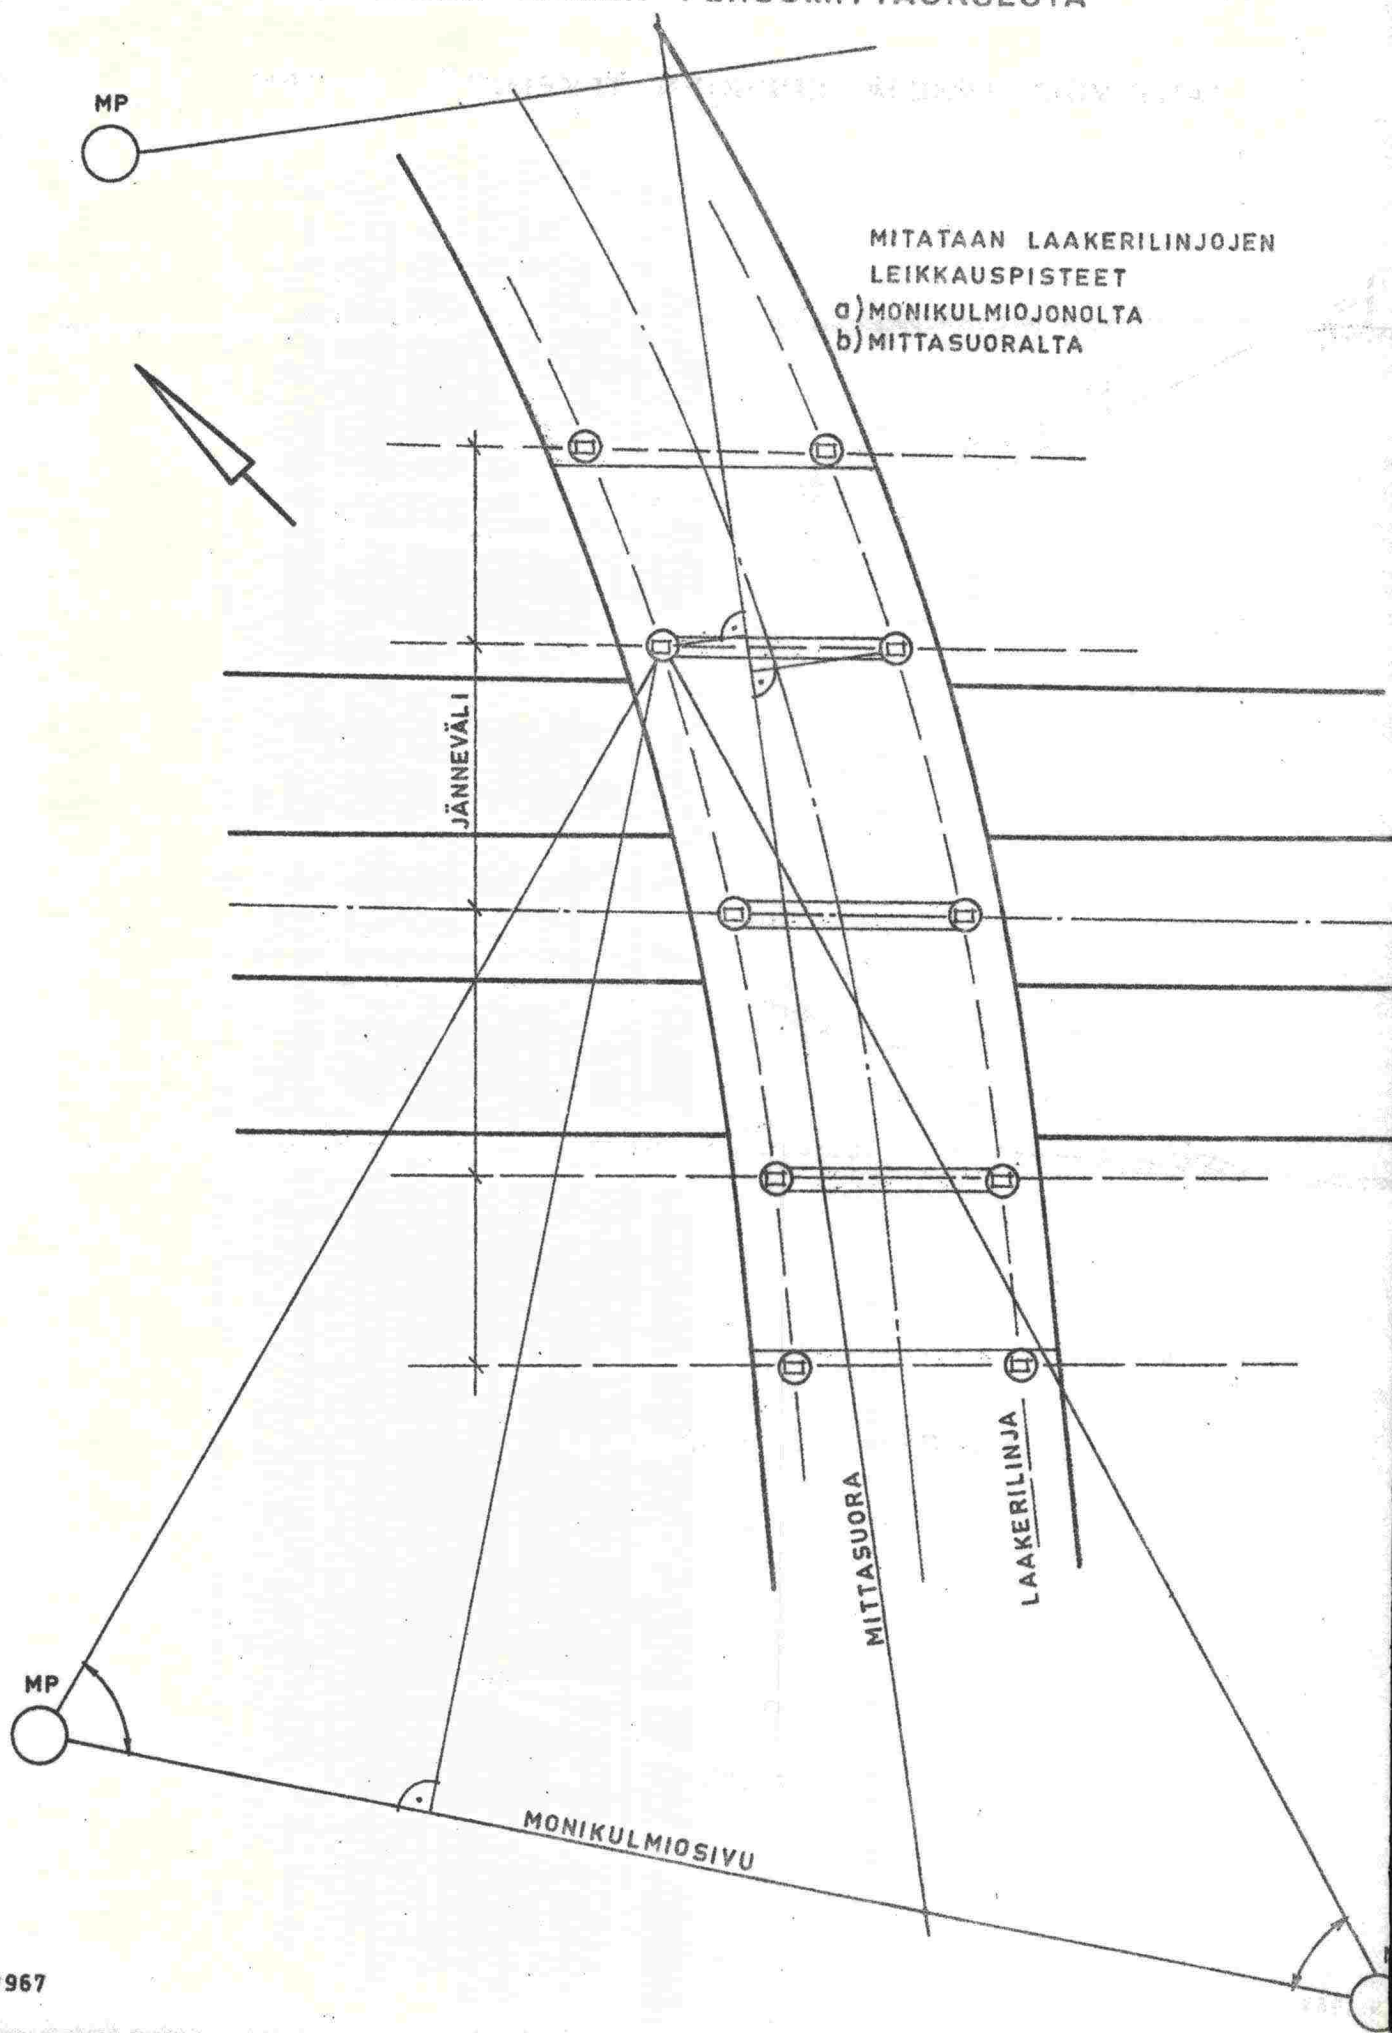 MP
MITATAAN LAAKERILINJOJEN
LEIKKAUSPISTEET
a) MONIKULMIOJONOLTA
b) MITTASUORALTA
JÄNNEVÄLI
LAAKERILINJA
MITTASUORA
MP
MONIKULMIOSIVU
967